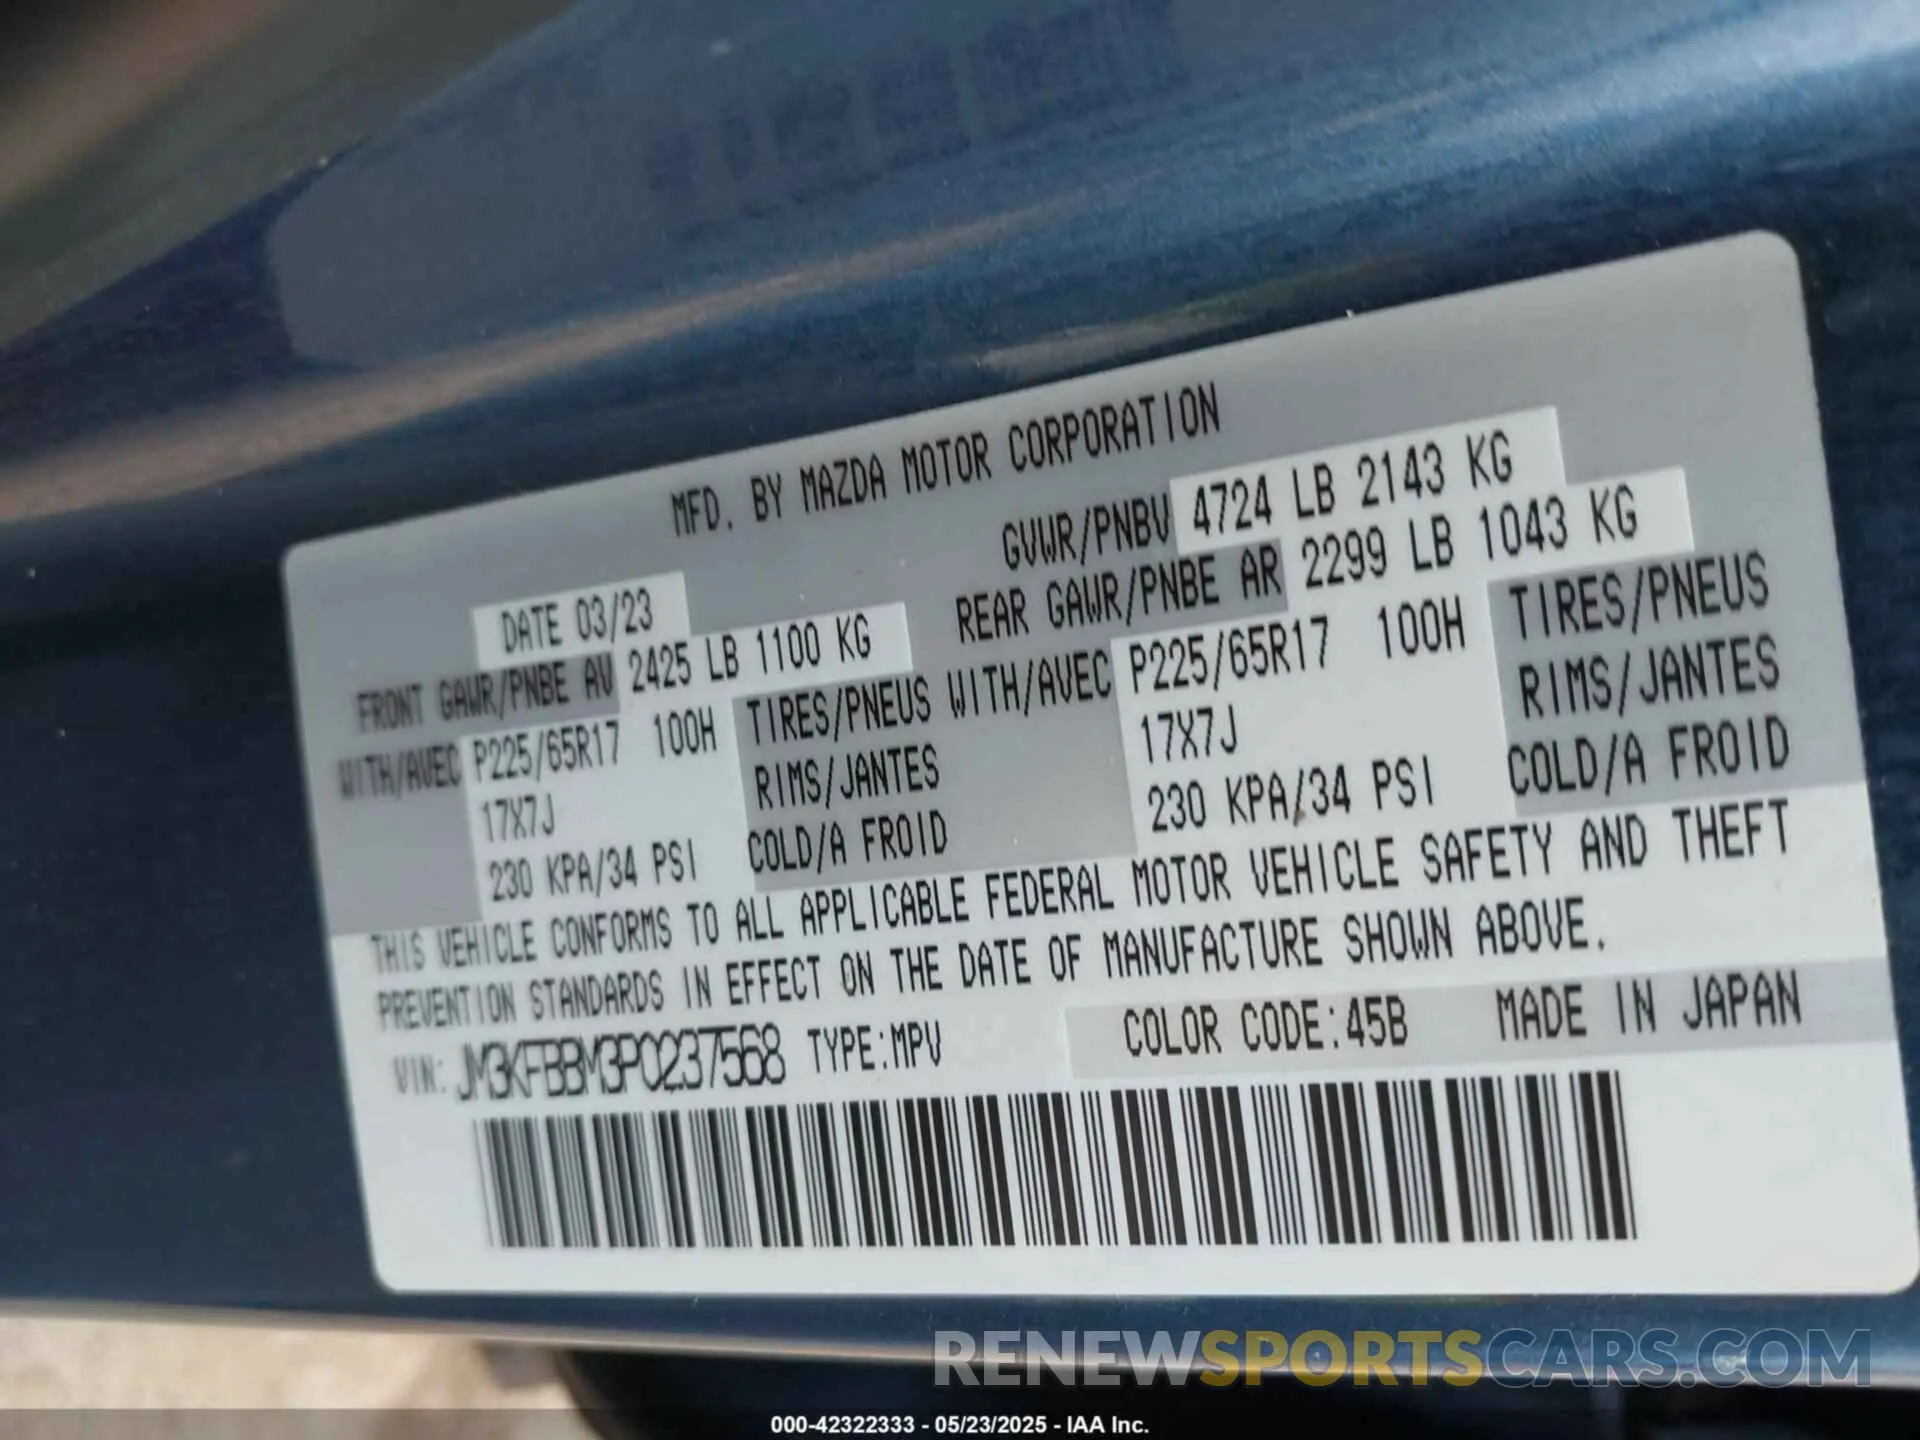 MFD. BY MAZDA MOTOR CORPORATION
DATE 03/23
GVWR/PNBV 4724 LB 2143 KG
FRONT GAWR/PNBE AV 2425 LB 1100 KG
REAR GAWR/PNBE AR 2299 LB 1043 KG
WITH/AVEC P225/65R17 100H TIRES/PNEUS WITH/AVEC P225/65R17 100H TIRES/PNEUS
17X7J RIMS/JANTES 17X7J RIMS/JANTES
230 KPA/34 PSI COLD/A FROID 230 KPA/34 PSI COLD/A FROID
THIS VEHICLE CONFORMS TO ALL APPLICABLE FEDERAL MOTOR VEHICLE SAFETY AND THEFT
PREVENTION STANDARDS IN EFFECT ON THE DATE OF MANUFACTURE SHOWN ABOVE.
VIN: JM3KFBBM3P0237568 TYPE:MPV COLOR CODE:45B MADE IN JAPAN
RENEWSPORTSCARS.COM
000-42322333 - 05/23/2025 - IAA Inc.